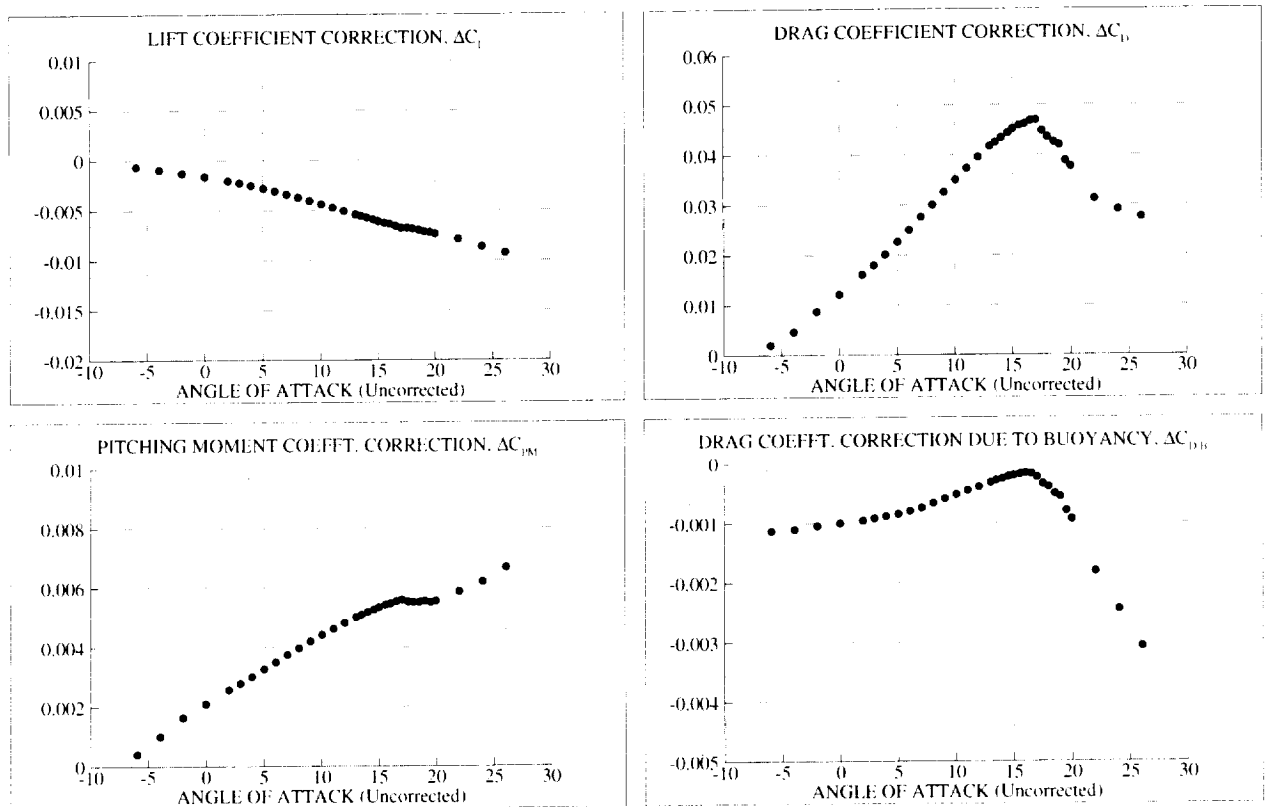 LIFT COEFFICIENT CORRECTION, ΔC_L
0.01
0.005
0
-0.005
-0.01
-0.015
-0.02
-10 -5 0 5 10 15 20 25 30
ANGLE OF ATTACK (Uncorrected)
DRAG COEFFICIENT CORRECTION, ΔC_D
0.06
0.05
0.04
0.03
0.02
0.01
0
-10 -5 0 5 10 15 20 25 30
ANGLE OF ATTACK (Uncorrected)
PITCHING MOMENT COEFFT. CORRECTION, ΔC_PM
0.01
0.008
0.006
0.004
0.002
0
-10 -5 0 5 10 15 20 25 30
ANGLE OF ATTACK (Uncorrected)
DRAG COEFFT. CORRECTION DUE TO BUOYANCY, ΔC_DB
0
-0.001
-0.002
-0.003
-0.004
-0.005
-10 -5 0 5 10 15 20 25 30
ANGLE OF ATTACK (Uncorrected)